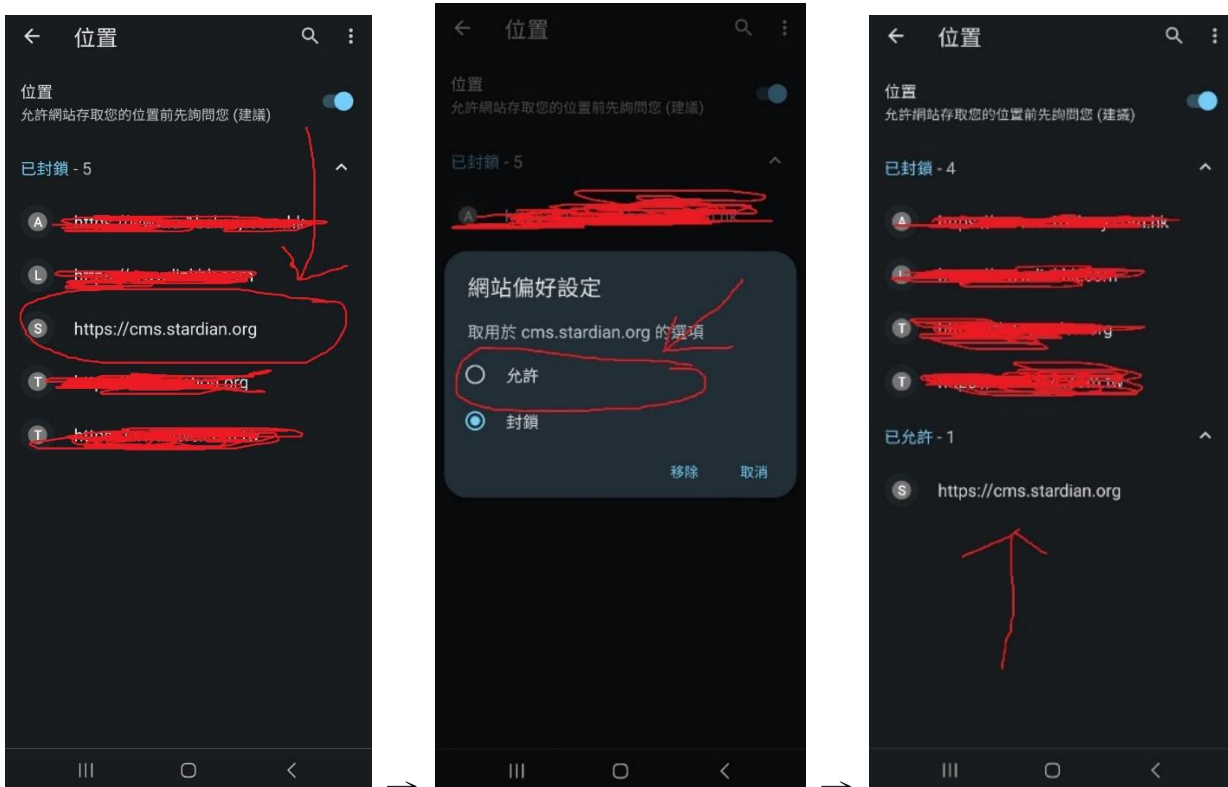 位置
位置
允許網站存取您的位置前先詢問您 (建議)
已封鎖 - 5
A
L
S https://cms.stardian.org
T
T
→
位置
位置
允許網站存取您的位置前先詢問您 (建議)
已封鎖 - 5
A
網站偏好設定
取用於 cms.stardian.org 的選項
允許
封鎖
移除 取消
→
位置
位置
允許網站存取您的位置前先詢問您 (建議)
已封鎖 - 4
A
L
T
T
已允許 - 1
S https://cms.stardian.org